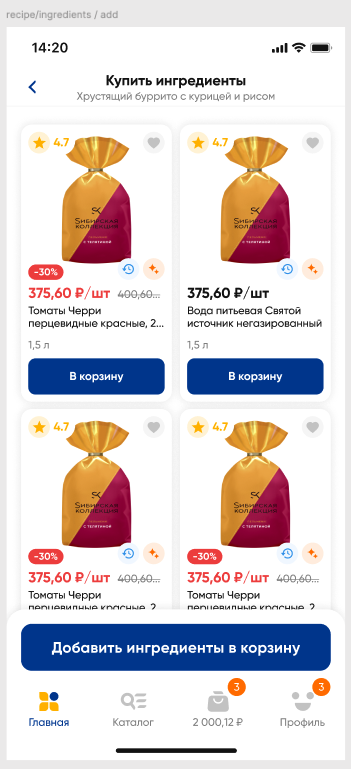 recipe/ingredients / add
14:20
Купить ингредиенты
Хрустящий буррито с курицей и рисом
4.7
SИБИРСКАЯ
КОЛЛЕКЦИЯ
С ТЕЛЯТИНОЙ
-30%
375,60 ₽/шт 400,60...
Томаты Черри
перцевидные красные, 2...
1,5 л
В корзину
4.7
SИБИРСКАЯ
КОЛЛЕКЦИЯ
С ТЕЛЯТИНОЙ
375,60 ₽/шт
Вода питьевая Святой
источник негазированный
1,5 л
В корзину
4.7
SИБИРСКАЯ
КОЛЛЕКЦИЯ
С ТЕЛЯТИНОЙ
-30%
375,60 ₽/шт 400,60...
Томаты Черри
перцевидные красные, 2
4.7
SИБИРСКАЯ
КОЛЛЕКЦИЯ
С ТЕЛЯТИНОЙ
-30%
375,60 ₽/шт 400,60...
Томаты Черри
перцевидные красные, 2
Добавить ингредиенты в корзину
3
3
Главная
Каталог
2 000,12 ₽
Профиль